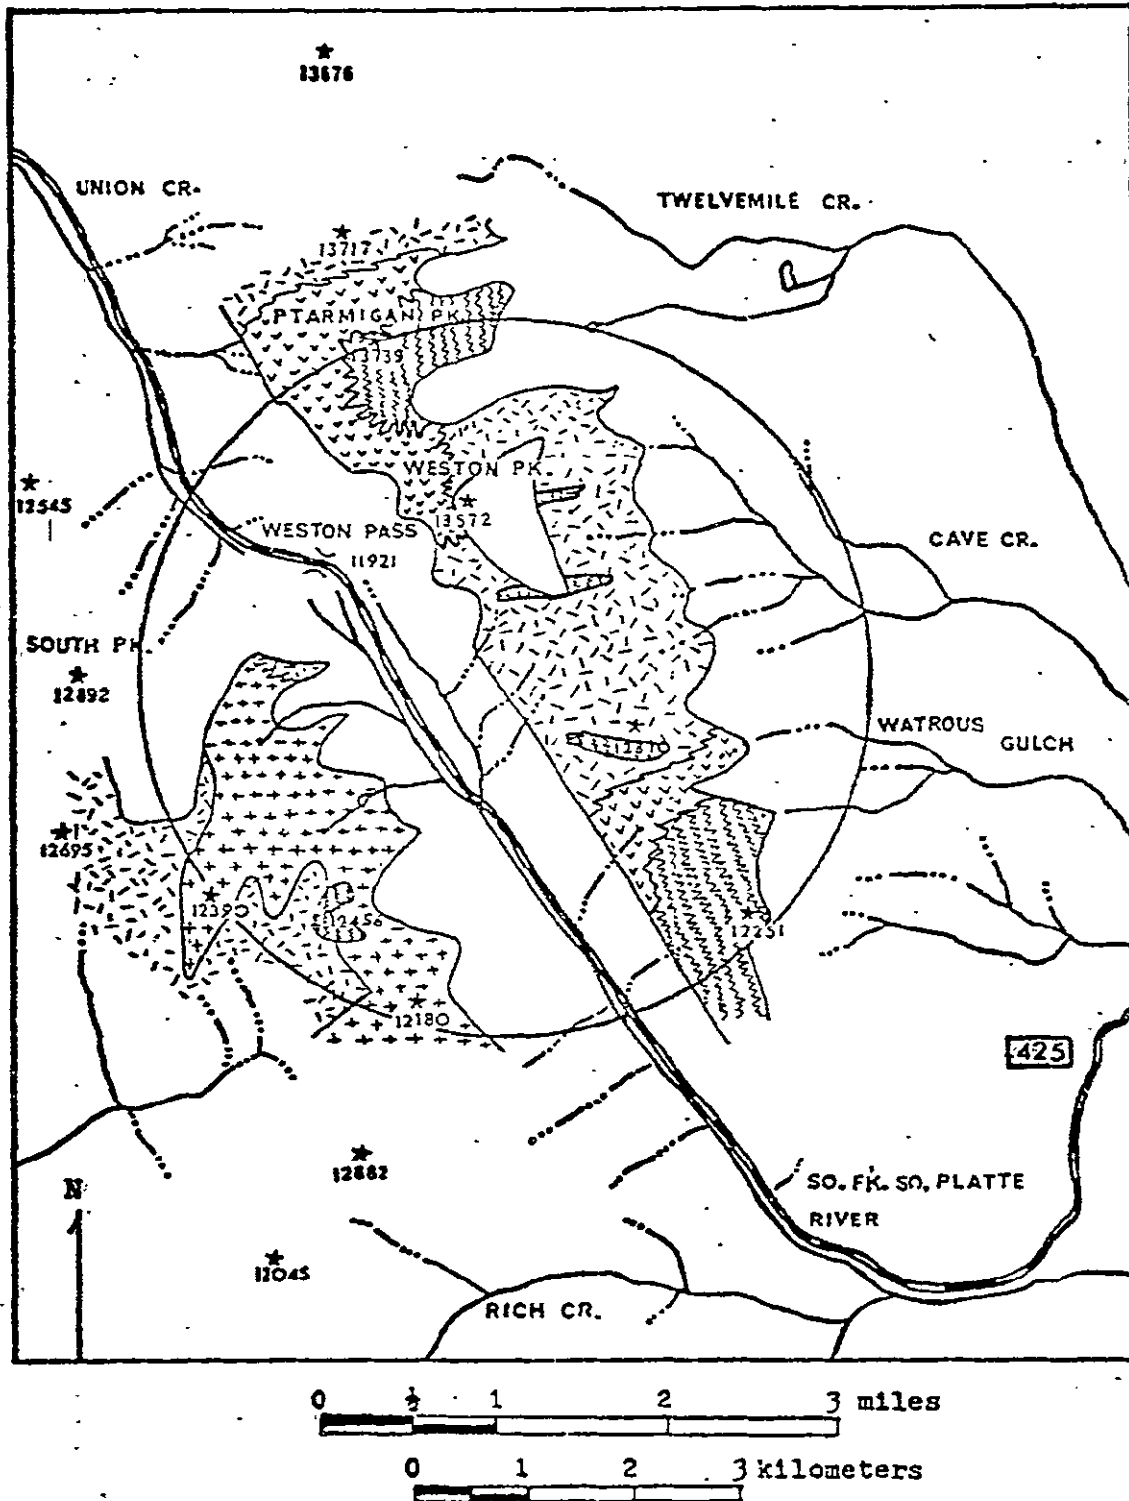 13676
UNION CR.
TWELVEMILE CR.
13717
PTARMIGAN PK.
13739
WESTON PK.
12545
13572
WESTON PASS
11921
CAVE CR.
SOUTH PK.
12892
WATROUS
GULCH
12695
12390
12456
12251
12180
425
12882
N
SO. FK. SO. PLATTE
RIVER
12045
RICH CR.
0 ½ 1 2 3 miles
0 1 2 3 kilometers